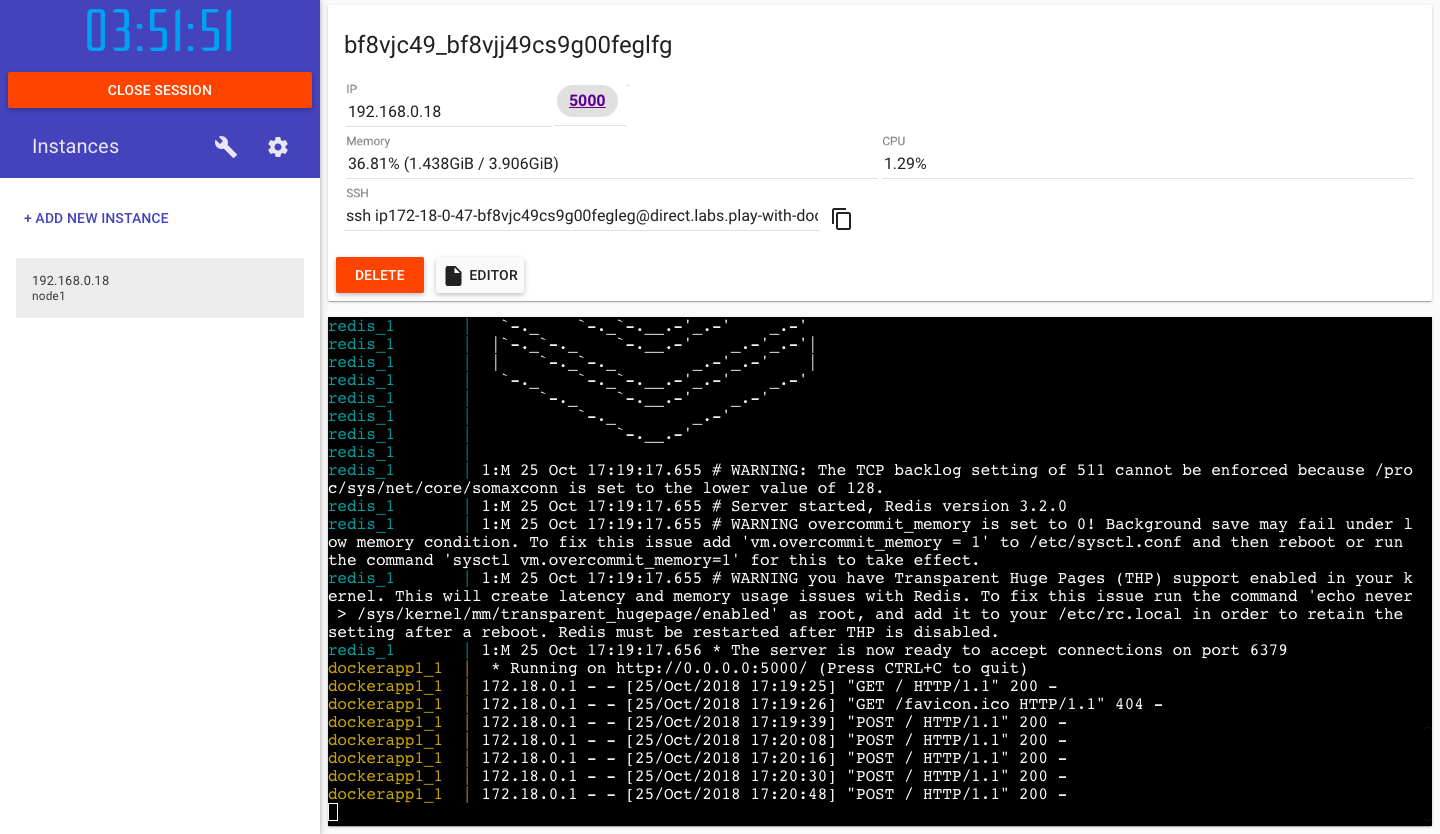 03:51:51
CLOSE SESSION
Instances
+ ADD NEW INSTANCE
192.168.0.18
node1
bf8vjc49_bf8vjj49cs9g00feglfg
IP
192.168.0.18
5000
Memory
36.81% (1.438GiB / 3.906GiB)
CPU
1.29%
SSH
ssh ip172-18-0-47-bf8vjc49cs9g00fegleg@direct.labs.play-with-doc
DELETE
EDITOR
redis_1 | `-._ `-._`-.__.-'_.-' _.-'
redis_1 | |`-._`-._ `-.__.-' _.-'_.-'|
redis_1 | | `-._`-._ _.-'_.-' |
redis_1 | `-._ `-._`-.__.-'_.-' _.-'
redis_1 | `-._ `-.__.-' _.-'
redis_1 | `-._ _.-'
redis_1 | `-.__.-'
redis_1 |
redis_1 | 1:M 25 Oct 17:19:17.655 # WARNING: The TCP backlog setting of 511 cannot be enforced because /pro
c/sys/net/core/somaxconn is set to the lower value of 128.
redis_1 | 1:M 25 Oct 17:19:17.655 # Server started, Redis version 3.2.0
redis_1 | 1:M 25 Oct 17:19:17.655 # WARNING overcommit_memory is set to 0! Background save may fail under l
ow memory condition. To fix this issue add 'vm.overcommit_memory = 1' to /etc/sysctl.conf and then reboot or run
the command 'sysctl vm.overcommit_memory=1' for this to take effect.
redis_1 | 1:M 25 Oct 17:19:17.655 # WARNING you have Transparent Huge Pages (THP) support enabled in your k
ernel. This will create latency and memory usage issues with Redis. To fix this issue run the command 'echo never
> /sys/kernel/mm/transparent_hugepage/enabled' as root, and add it to your /etc/rc.local in order to retain the
setting after a reboot. Redis must be restarted after THP is disabled.
redis_1 | 1:M 25 Oct 17:19:17.656 * The server is now ready to accept connections on port 6379
dockerapp1_1 | * Running on http://0.0.0.0:5000/ (Press CTRL+C to quit)
dockerapp1_1 | 172.18.0.1 - - [25/Oct/2018 17:19:25] "GET / HTTP/1.1" 200 -
dockerapp1_1 | 172.18.0.1 - - [25/Oct/2018 17:19:26] "GET /favicon.ico HTTP/1.1" 404 -
dockerapp1_1 | 172.18.0.1 - - [25/Oct/2018 17:19:39] "POST / HTTP/1.1" 200 -
dockerapp1_1 | 172.18.0.1 - - [25/Oct/2018 17:20:08] "POST / HTTP/1.1" 200 -
dockerapp1_1 | 172.18.0.1 - - [25/Oct/2018 17:20:16] "POST / HTTP/1.1" 200 -
dockerapp1_1 | 172.18.0.1 - - [25/Oct/2018 17:20:30] "POST / HTTP/1.1" 200 -
dockerapp1_1 | 172.18.0.1 - - [25/Oct/2018 17:20:48] "POST / HTTP/1.1" 200 -